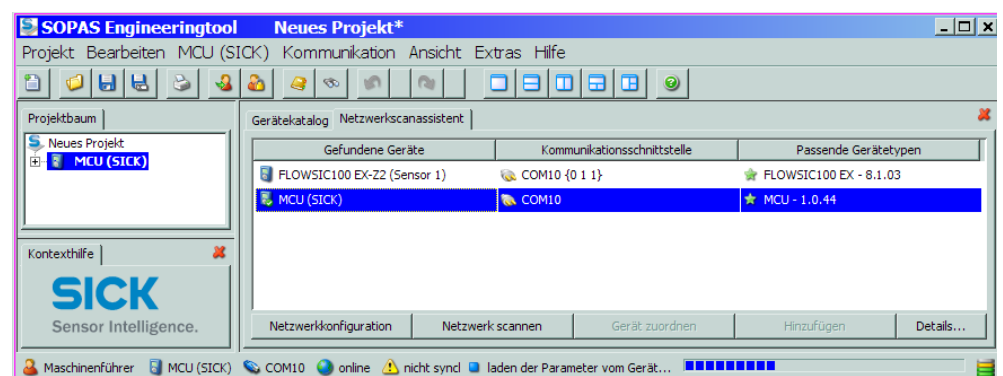 SOPAS Engineeringtool Neues Projekt*
Projekt Bearbeiten MCU (SICK) Kommunikation Ansicht Extras Hilfe
Projektbaum
Neues Projekt
MCU (SICK)
Gerätekatalog Netzwerkscanassistent
Gefundene Geräte Kommunikationsschnittstelle Passende Gerätetypen
FLOWSIC100 EX-Z2 (Sensor 1) COM10 {0 1 1} FLOWSIC100 EX - 8.1.03
MCU (SICK) COM10 MCU - 1.0.44
Kontexthilfe
SICK
Sensor Intelligence.
Netzwerkkonfiguration Netzwerk scannen Gerät zuordnen Hinzufügen Details...
Maschinenführer MCU (SICK) COM10 online nicht syncl laden der Parameter vom Gerät...